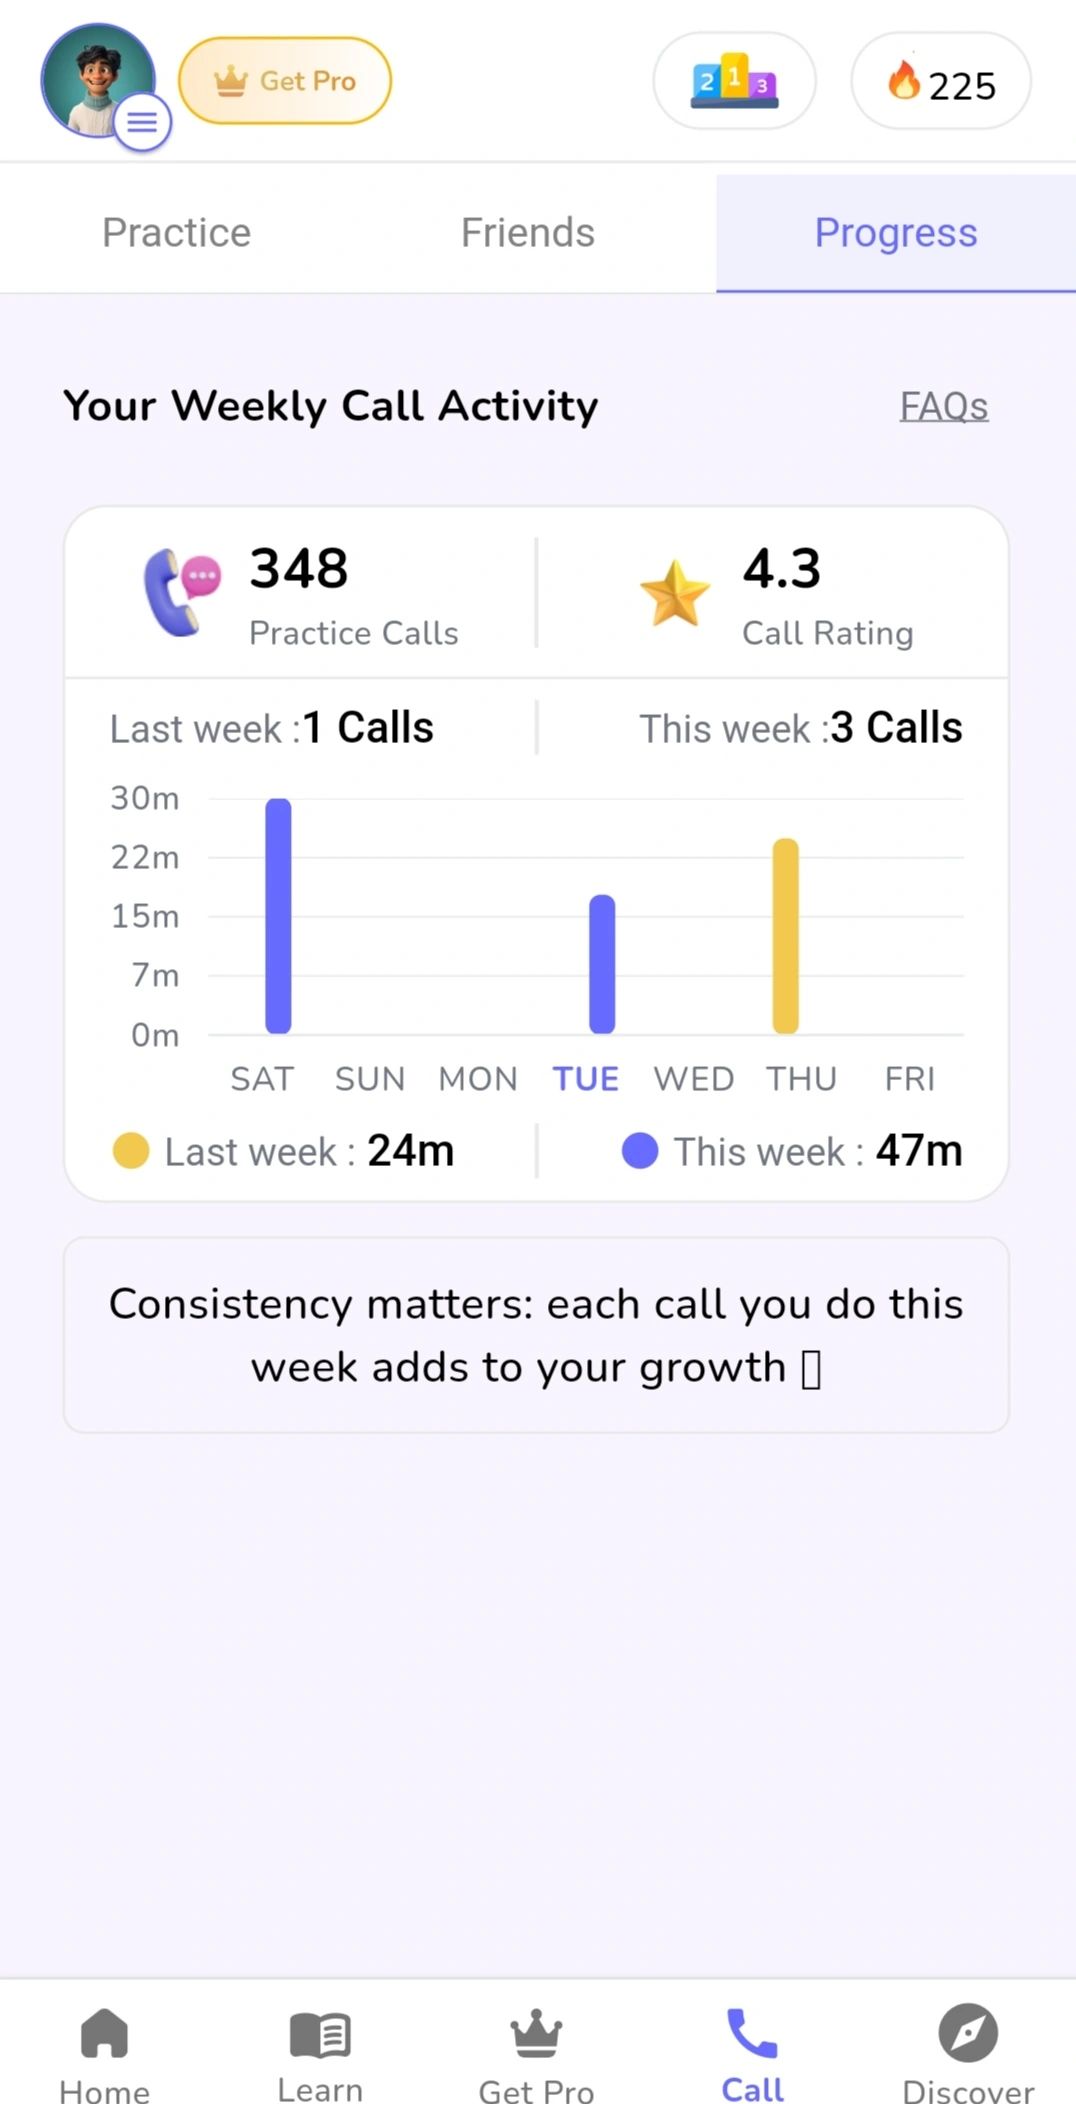 Get Pro
2 1 3
225
Practice Friends Progress
Your Weekly Call Activity FAQs
348 4.3
Practice Calls Call Rating
Last week :1 Calls This week :3 Calls
30m
22m
15m
7m
0m
SAT SUN MON TUE WED THU FRI
Last week : 24m This week : 47m
Consistency matters: each call you do this
week adds to your growth
Home Learn Get Pro Call Discover